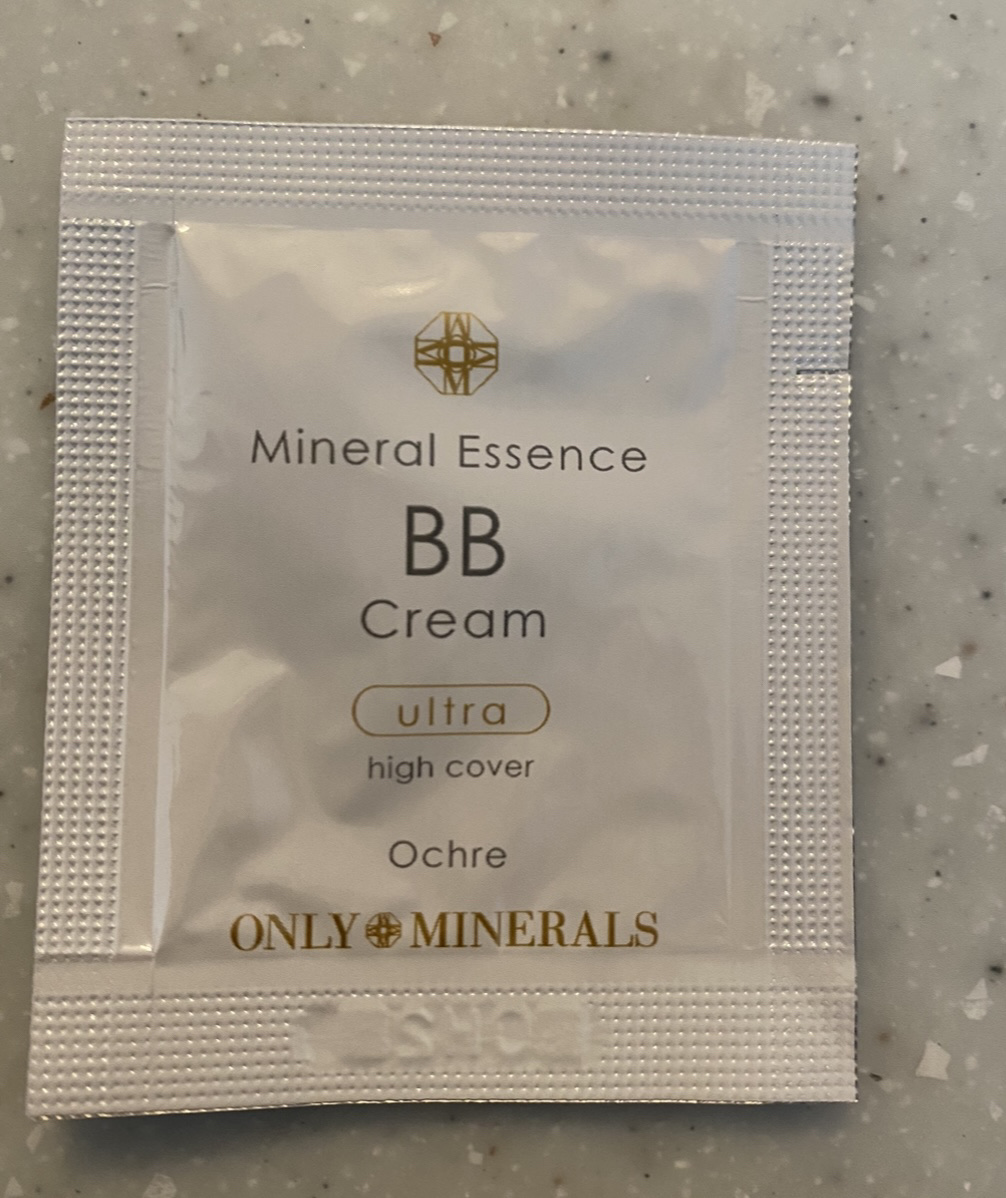 Mineral Essence
BB
Cream
ultra
high cover
Ochre
ONLY MINERALS